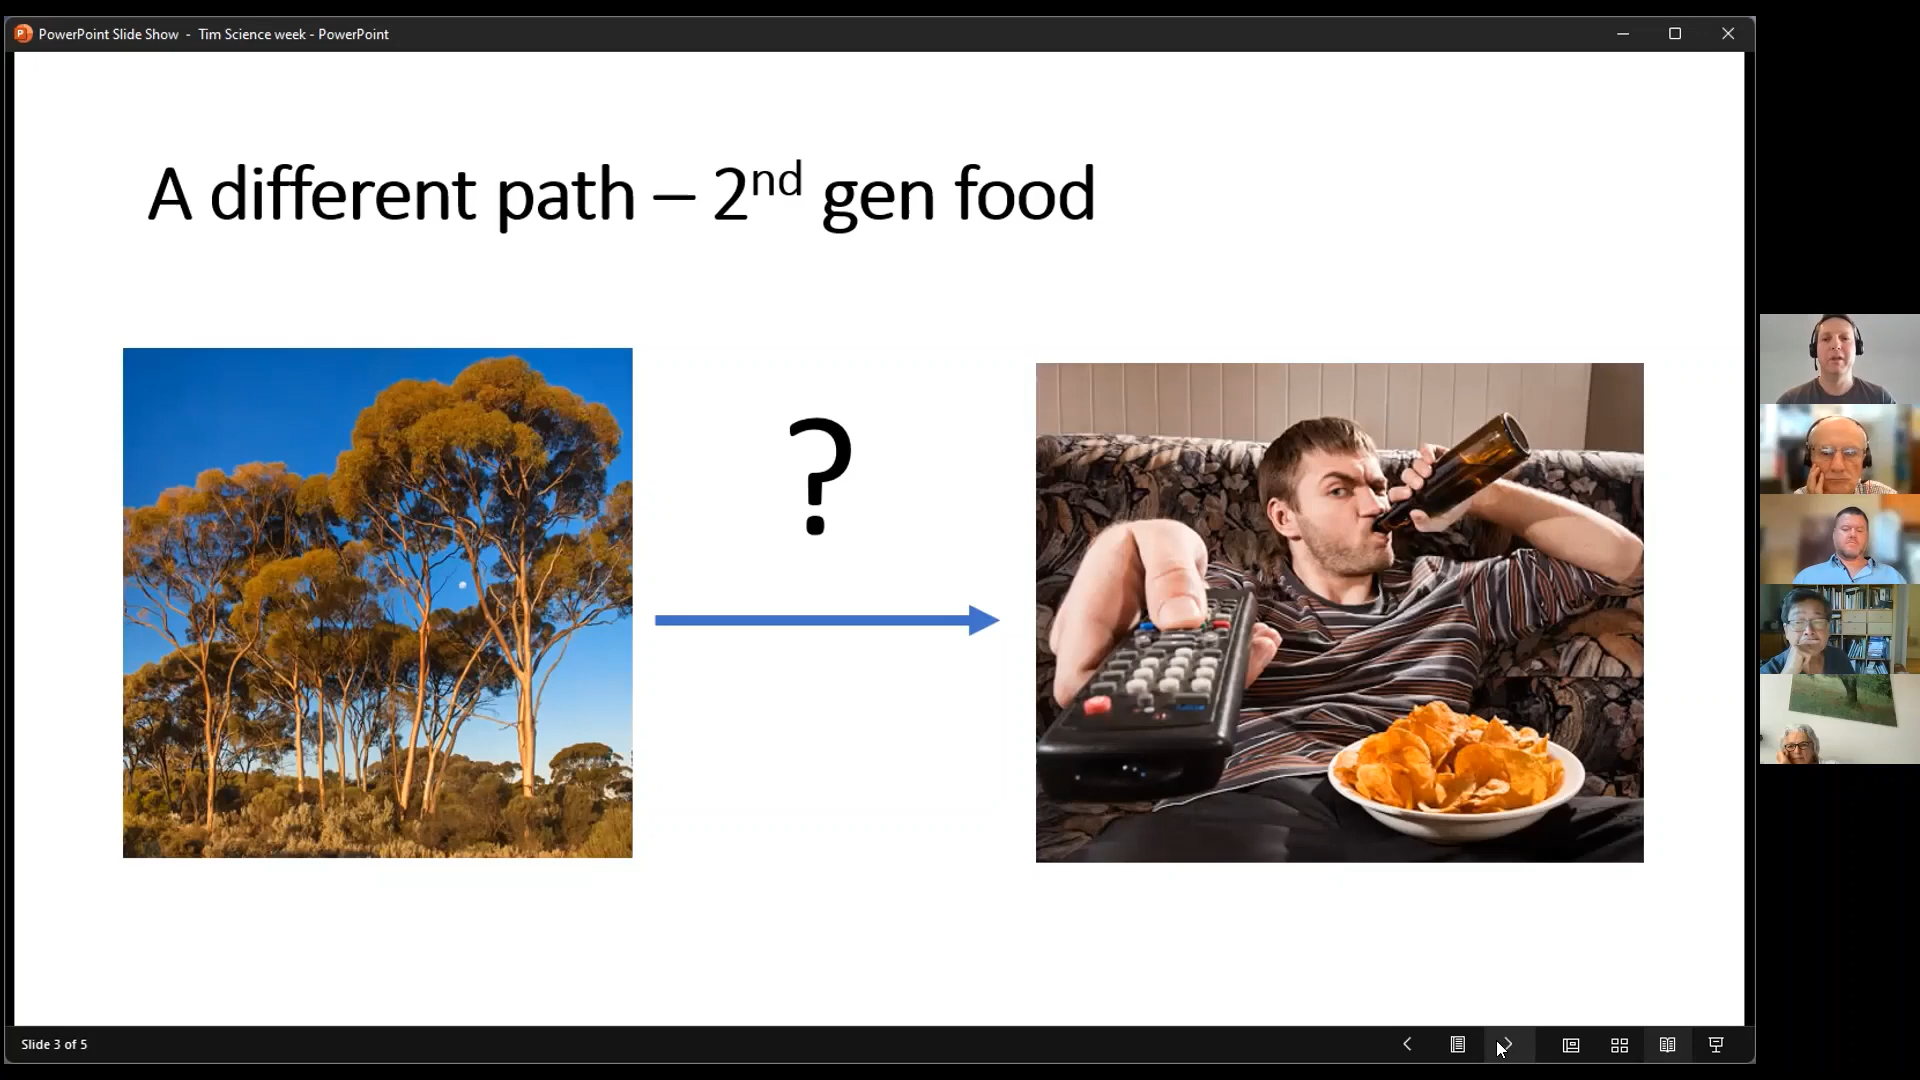 PowerPoint Slide Show - Tim Science week - PowerPoint
A different path – 2nd gen food
?
Slide 3 of 5